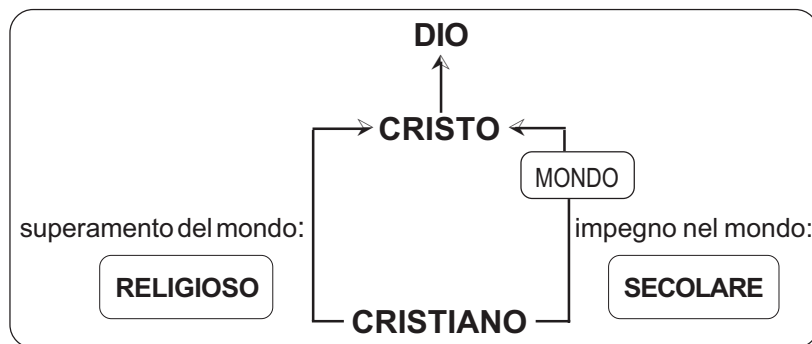 DIO
CRISTO
MONDO
superamento del mondo:
impegno nel mondo:
RELIGIOSO
SECOLARE
CRISTIANO